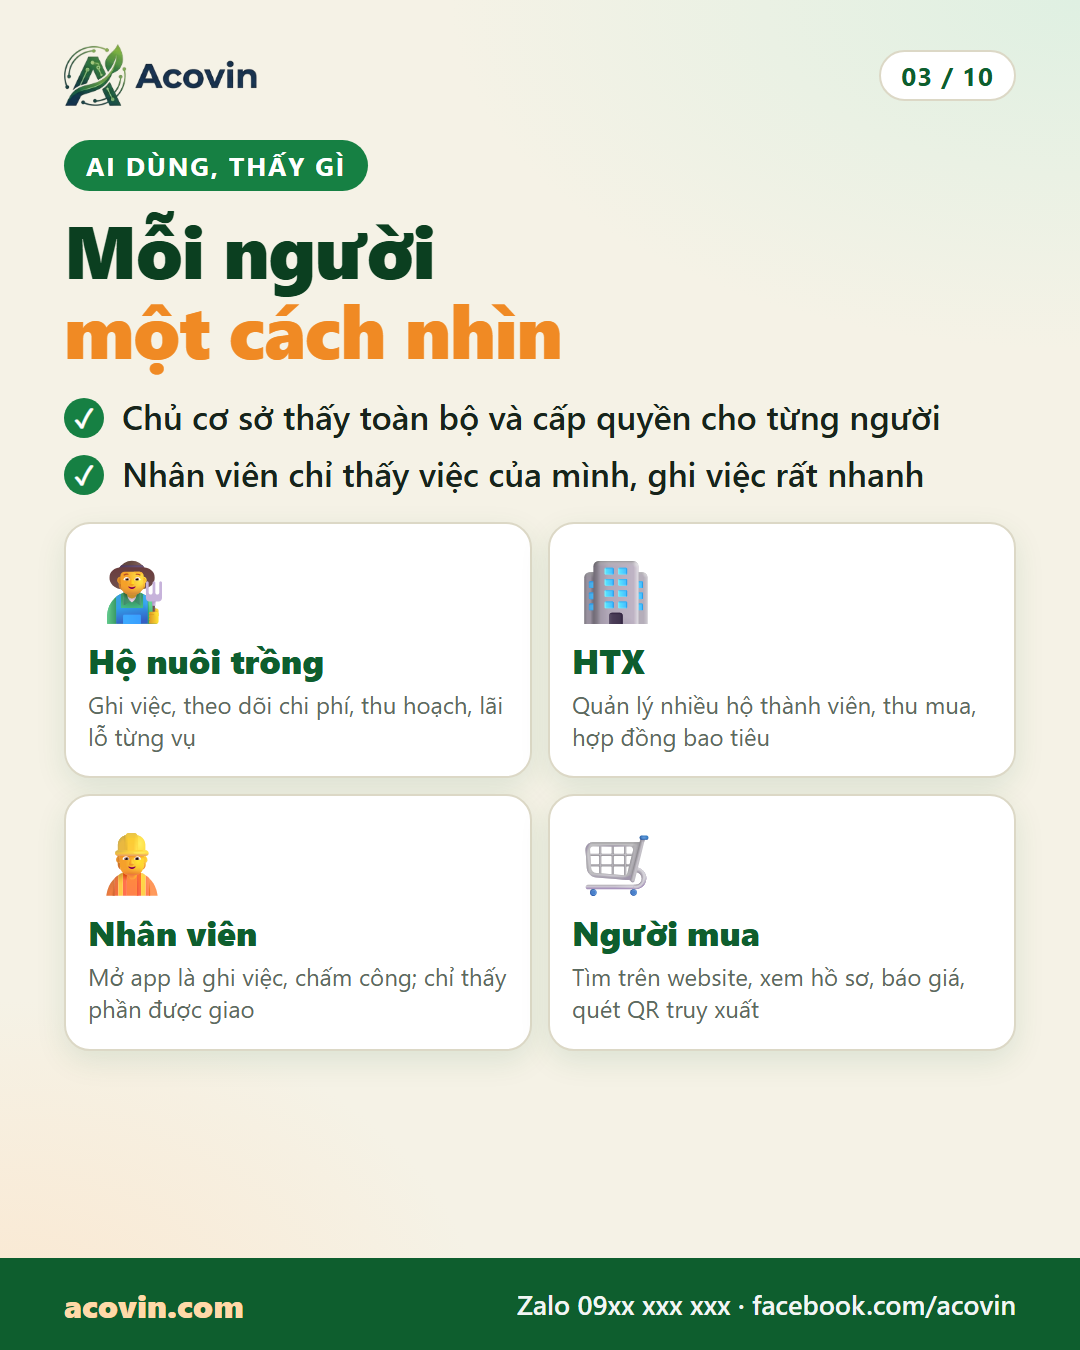 Acovin
03 / 10
AI DÙNG, THẤY GÌ
Mỗi người
một cách nhìn
Chủ cơ sở thấy toàn bộ và cấp quyền cho từng người
Nhân viên chỉ thấy việc của mình, ghi việc rất nhanh
Hộ nuôi trồng
Ghi việc, theo dõi chi phí, thu hoạch, lãi
lỗ từng vụ
HTX
Quản lý nhiều hộ thành viên, thu mua,
hợp đồng bao tiêu
Nhân viên
Mở app là ghi việc, chấm công; chỉ thấy
phần được giao
Người mua
Tìm trên website, xem hồ sơ, báo giá,
quét QR truy xuất
acovin.com
Zalo 09xx xxx xxx · facebook.com/acovin